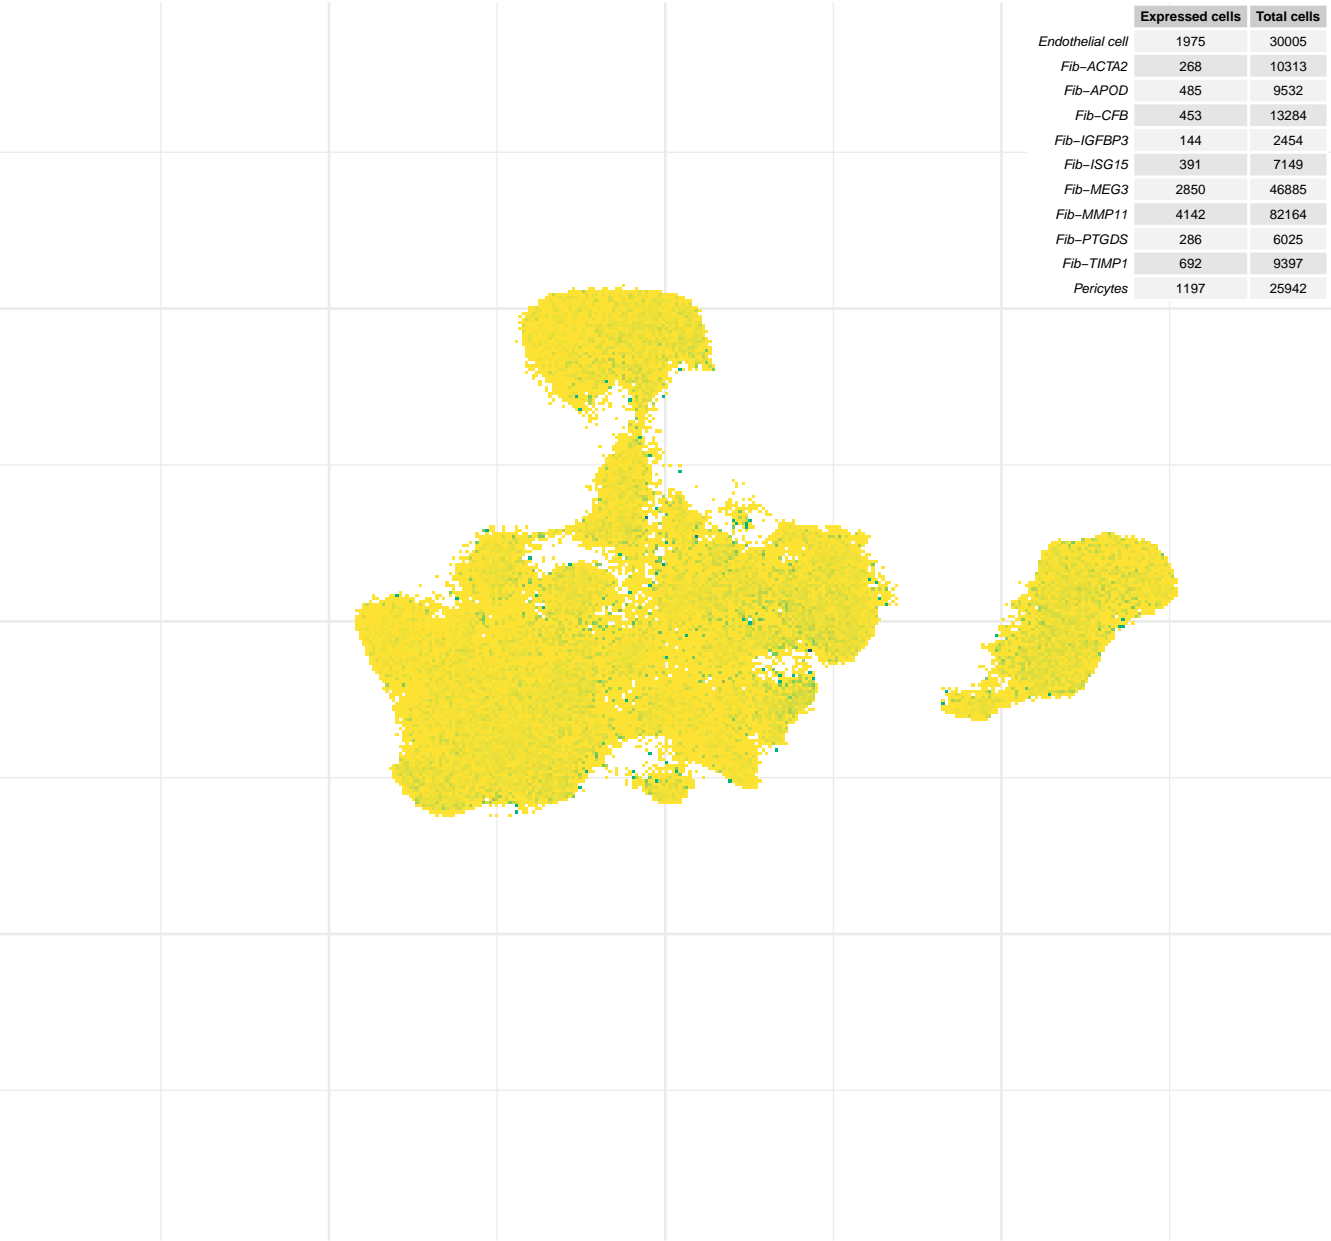 Expressed cells Total cells
Endothelial cell 1975 30005
Fib−ACTA2 268 10313
Fib−APOD 485 9532
Fib−CFB 453 13284
Fib−IGFBP3 144 2454
Fib−ISG15 391 7149
Fib−MEG3 2850 46885
Fib−MMP11 4142 82164
Fib−PTGDS 286 6025
Fib−TIMP1 692 9397
Pericytes 1197 25942